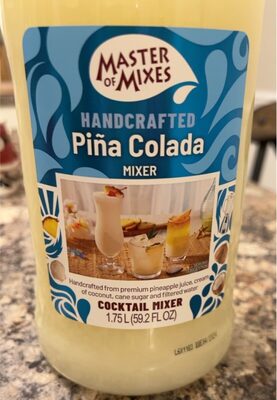 MASTER
OF
MIXES
HANDCRAFTED
Piña Colada
MIXER
Handcrafted from premium pineapple juice, cream
of coconut, cane sugar and filtered water
COCKTAIL MIXER
1.75 L (59.2 FL OZ)